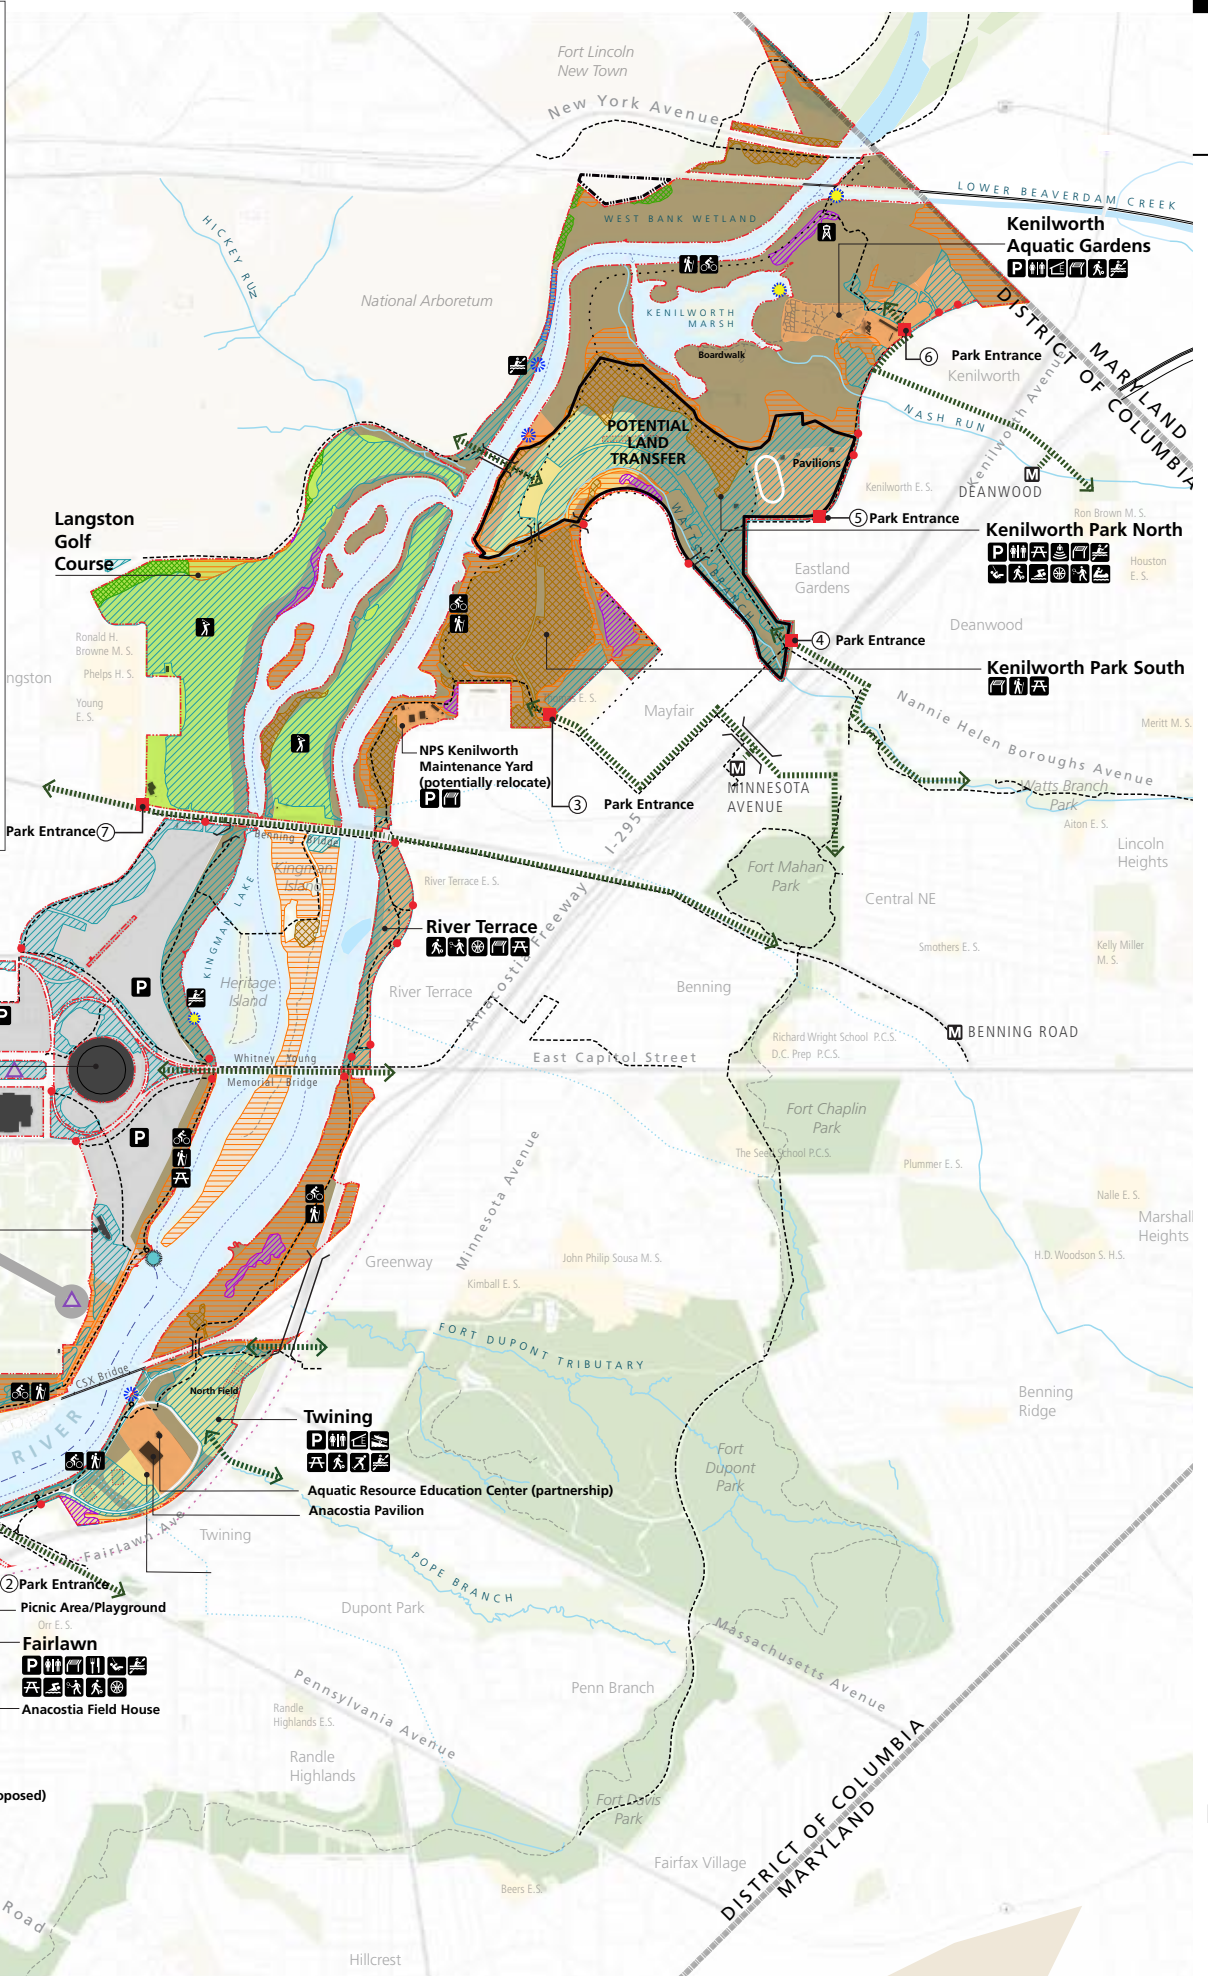 Fort Lincoln
New Town
New York Avenue
LOWER BEAVERDAM CREEK
HICKEY RUN
WEST BANK WETLAND
Kenilworth
Aquatic Gardens
P
National Arboretum
KENILWORTH
MARSH
Boardwalk
DISTRICT OF COLUMBIA
MARYLAND
6 Park Entrance
Kenilworth
Kenilworth Avenue
NASH RUN
POTENTIAL
LAND
TRANSFER
Pavilions
Kenilworth E. S.
M
DEANWOOD
Ron Brown M. S.
5 Park Entrance
Langston
Golf
Course
Kenilworth Park North
P
WATTS BRANCH
Eastland
Gardens
Houston
E. S.
Ronald H.
Browne M. S.
Phelps H. S.
Young
E. S.
ngston
4 Park Entrance
Deanwood
Kenilworth Park South
E. S.
Mayfair
Nannie Helen Boroughs Avenue
Meritt M. S.
NPS Kenilworth
Maintenance Yard
(potentially relocate)
P
M
MINNESOTA
AVENUE
3 Park Entrance
Watts Branch
Park
Aiton E. S.
Park Entrance 7
Benning Bridge
I-295
Lincoln
Heights
Kingman
Island
Fort Mahan
Park
River Terrace E. S.
Central NE
KINGMAN LAKE
River Terrace
Anacostia Freeway
Smothers E. S.
Kelly Miller
M. S.
P
Heritage
Island
River Terrace
Benning
P
M BENNING ROAD
Richard Wright School P.C.S.
D.C. Prep P.C.S.
Whitney Young
Memorial Bridge
East Capitol Street
Fort Chaplin
Park
P
The Seed School P.C.S.
Plummer E. S.
Minnesota Avenue
Nalle E. S.
Marshall
Heights
H.D. Woodson S. H.S.
Greenway
John Philip Sousa M. S.
Kimball E. S.
FORT DUPONT TRIBUTARY
CSX Bridge
North Field
Benning
Ridge
RIVER
Twining
P
Fort
Dupont
Park
Aquatic Resource Education Center (partnership)
Anacostia Pavilion
Twining
Fairlawn Ave
POPE BRANCH
2 Park Entrance
Picnic Area/Playground
Orr E. S.
Dupont Park
Massachusetts Avenue
Fairlawn
P
Anacostia Field House
Pennsylvania Avenue
Penn Branch
Randle
Highlands E.S.
Randle
Highlands
oposed)
Fort Davis
Park
DISTRICT OF COLUMBIA
MARYLAND
Fairfax Village
Beers E.S.
Road
Hillcrest